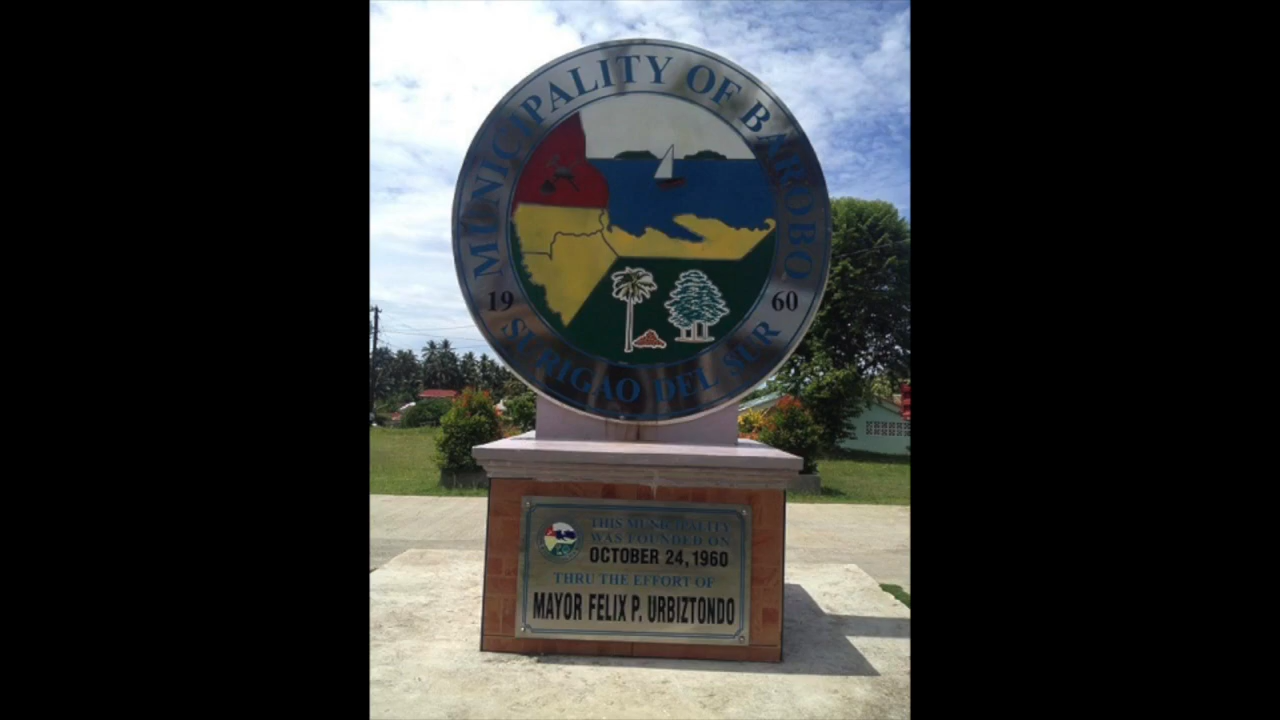 MUNICIPALITY OF BAROBO
19 60
SURIGAO DEL SUR
THIS MUNICIPALITY
WAS FOUNDED ON
OCTOBER 24, 1960
THRU THE EFFORT OF
MAYOR FELIX P. URBIZTONDO